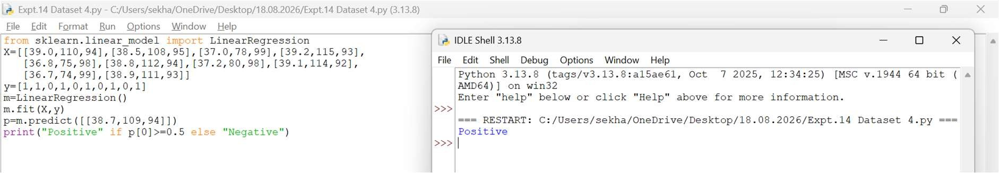 Expt.14 Dataset 4.py - C:/Users/sekha/OneDrive/Desktop/18.08.2026/Expt.14 Dataset 4.py (3.13.8)
File Edit Format Run Options Window Help
from sklearn.linear_model import LinearRegression
X=[[39.0,110,94],[38.5,108,95],[37.0,78,99],[39.2,115,93],
[36.8,75,98],[38.8,112,94],[37.2,80,98],[39.1,114,92],
[36.7,74,99],[38.9,111,93]]
y=[1,1,0,1,0,1,0,1,0,1]
m=LinearRegression()
m.fit(X,y)
p=m.predict([[38.7,109,94]])
print("Positive" if p[0]>=0.5 else "Negative")
IDLE Shell 3.13.8
File Edit Shell Debug Options Window Help
Python 3.13.8 (tags/v3.13.8:a15ae61, Oct  7 2025, 12:34:25) [MSC v.1944 64 bit (
AMD64)] on win32
Enter "help" below or click "Help" above for more information.
>>>
=== RESTART: C:/Users/sekha/OneDrive/Desktop/18.08.2026/Expt.14 Dataset 4.py ===
Positive
>>>